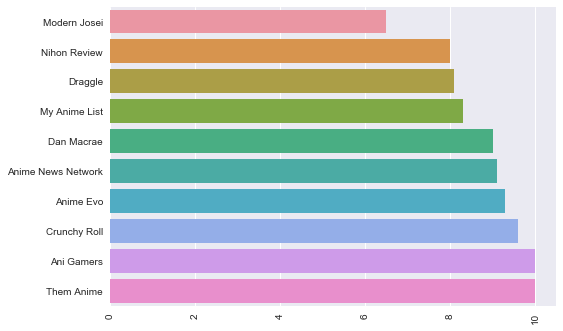 Modern Josei
Nihon Review
Draggle
My Anime List
Dan Macrae
Anime News Network
Anime Evo
Crunchy Roll
Ani Gamers
Them Anime
0 2 4 6 8 10